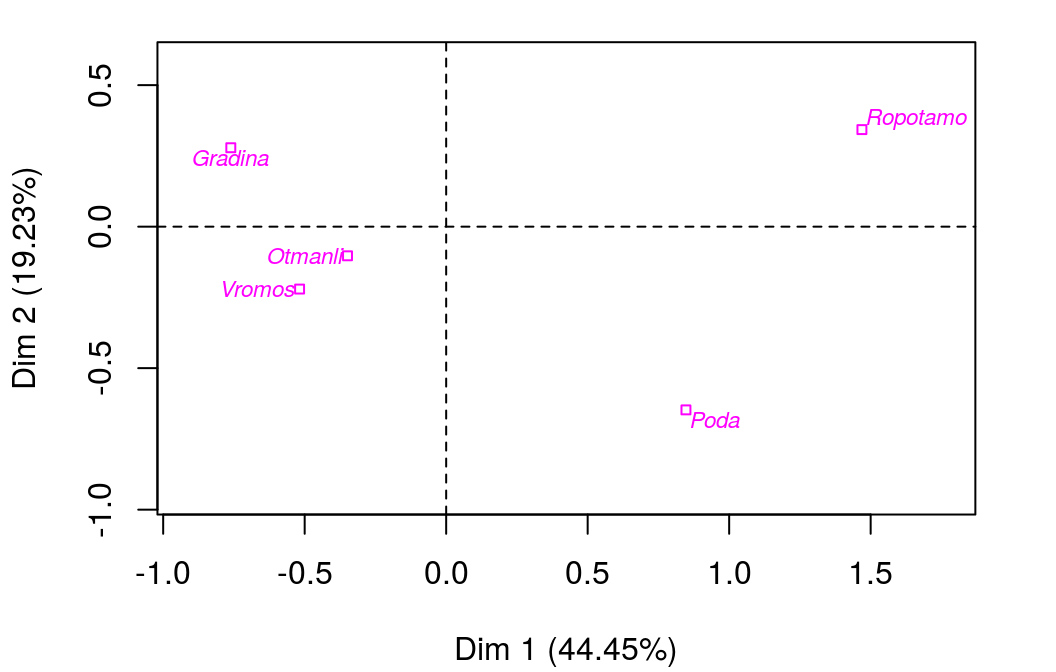 0.5
0.0
-0.5
-1.0
Dim 2 (19.23%)
Ropotamo
Gradina
Otmanli
Vromos
Poda
-1.0 -0.5 0.0 0.5 1.0 1.5
Dim 1 (44.45%)